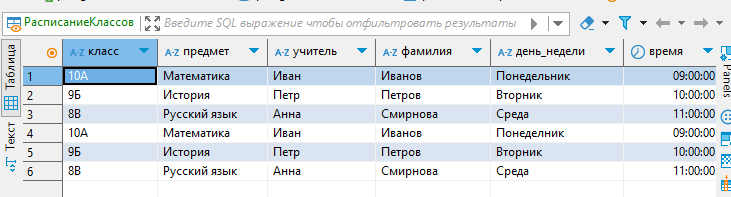 РасписаниеКлассов Введите SQL выражение чтобы отфильтровать результаты
Таблица
Текст
Panels
A-Z класс A-Z предмет A-Z учитель A-Z фамилия A-Z день_недели время
1 10А Математика Иван Иванов Понедельник 09:00:00
2 9Б История Петр Петров Вторник 10:00:00
3 8В Русский язык Анна Смирнова Среда 11:00:00
4 10А Математика Иван Иванов Понеделник 09:00:00
5 9Б История Петр Петров Вторник 10:00:00
6 8В Русский язык Анна Смирнова Среда 11:00:00